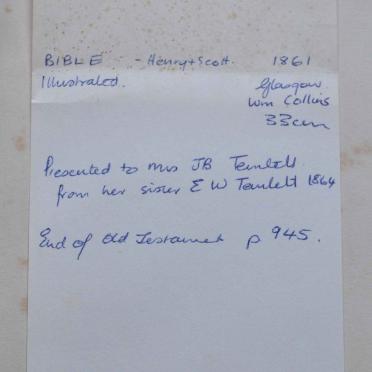 BIBLE - Henry + Scott. 1861
Illustrated. Glasgow
Wm Collins
33cm
Presented to Mrs JB
from her sister E W 1864
End of Old Testament p 945.